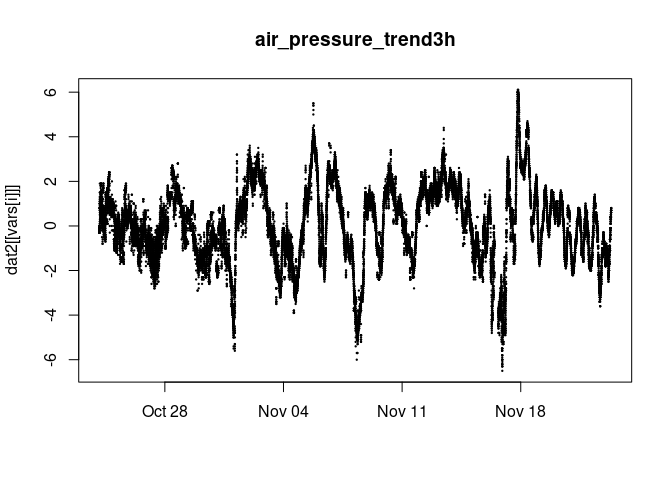 air_pressure_trend3h
dat2[[vars[i]]]
6
4
2
0
-2
-4
-6
Oct 28 Nov 04 Nov 11 Nov 18